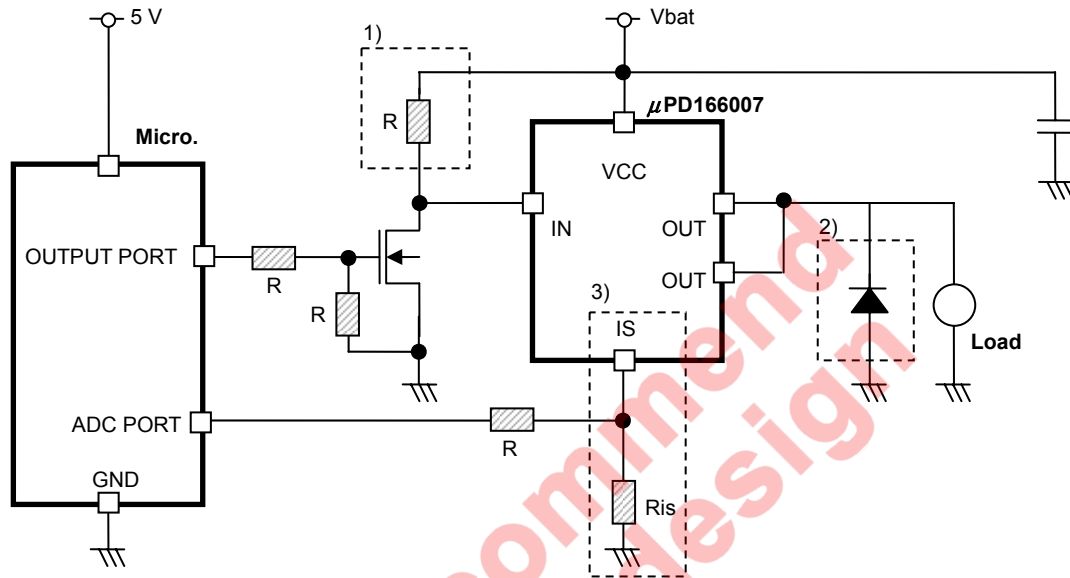 5 V
Vbat
1)
μPD166007
R
Micro.
VCC
IN
OUT
OUTPUT PORT
2)
R
OUT
3)
R
IS
Load
ADC PORT
R
GND
Ris
commend
design